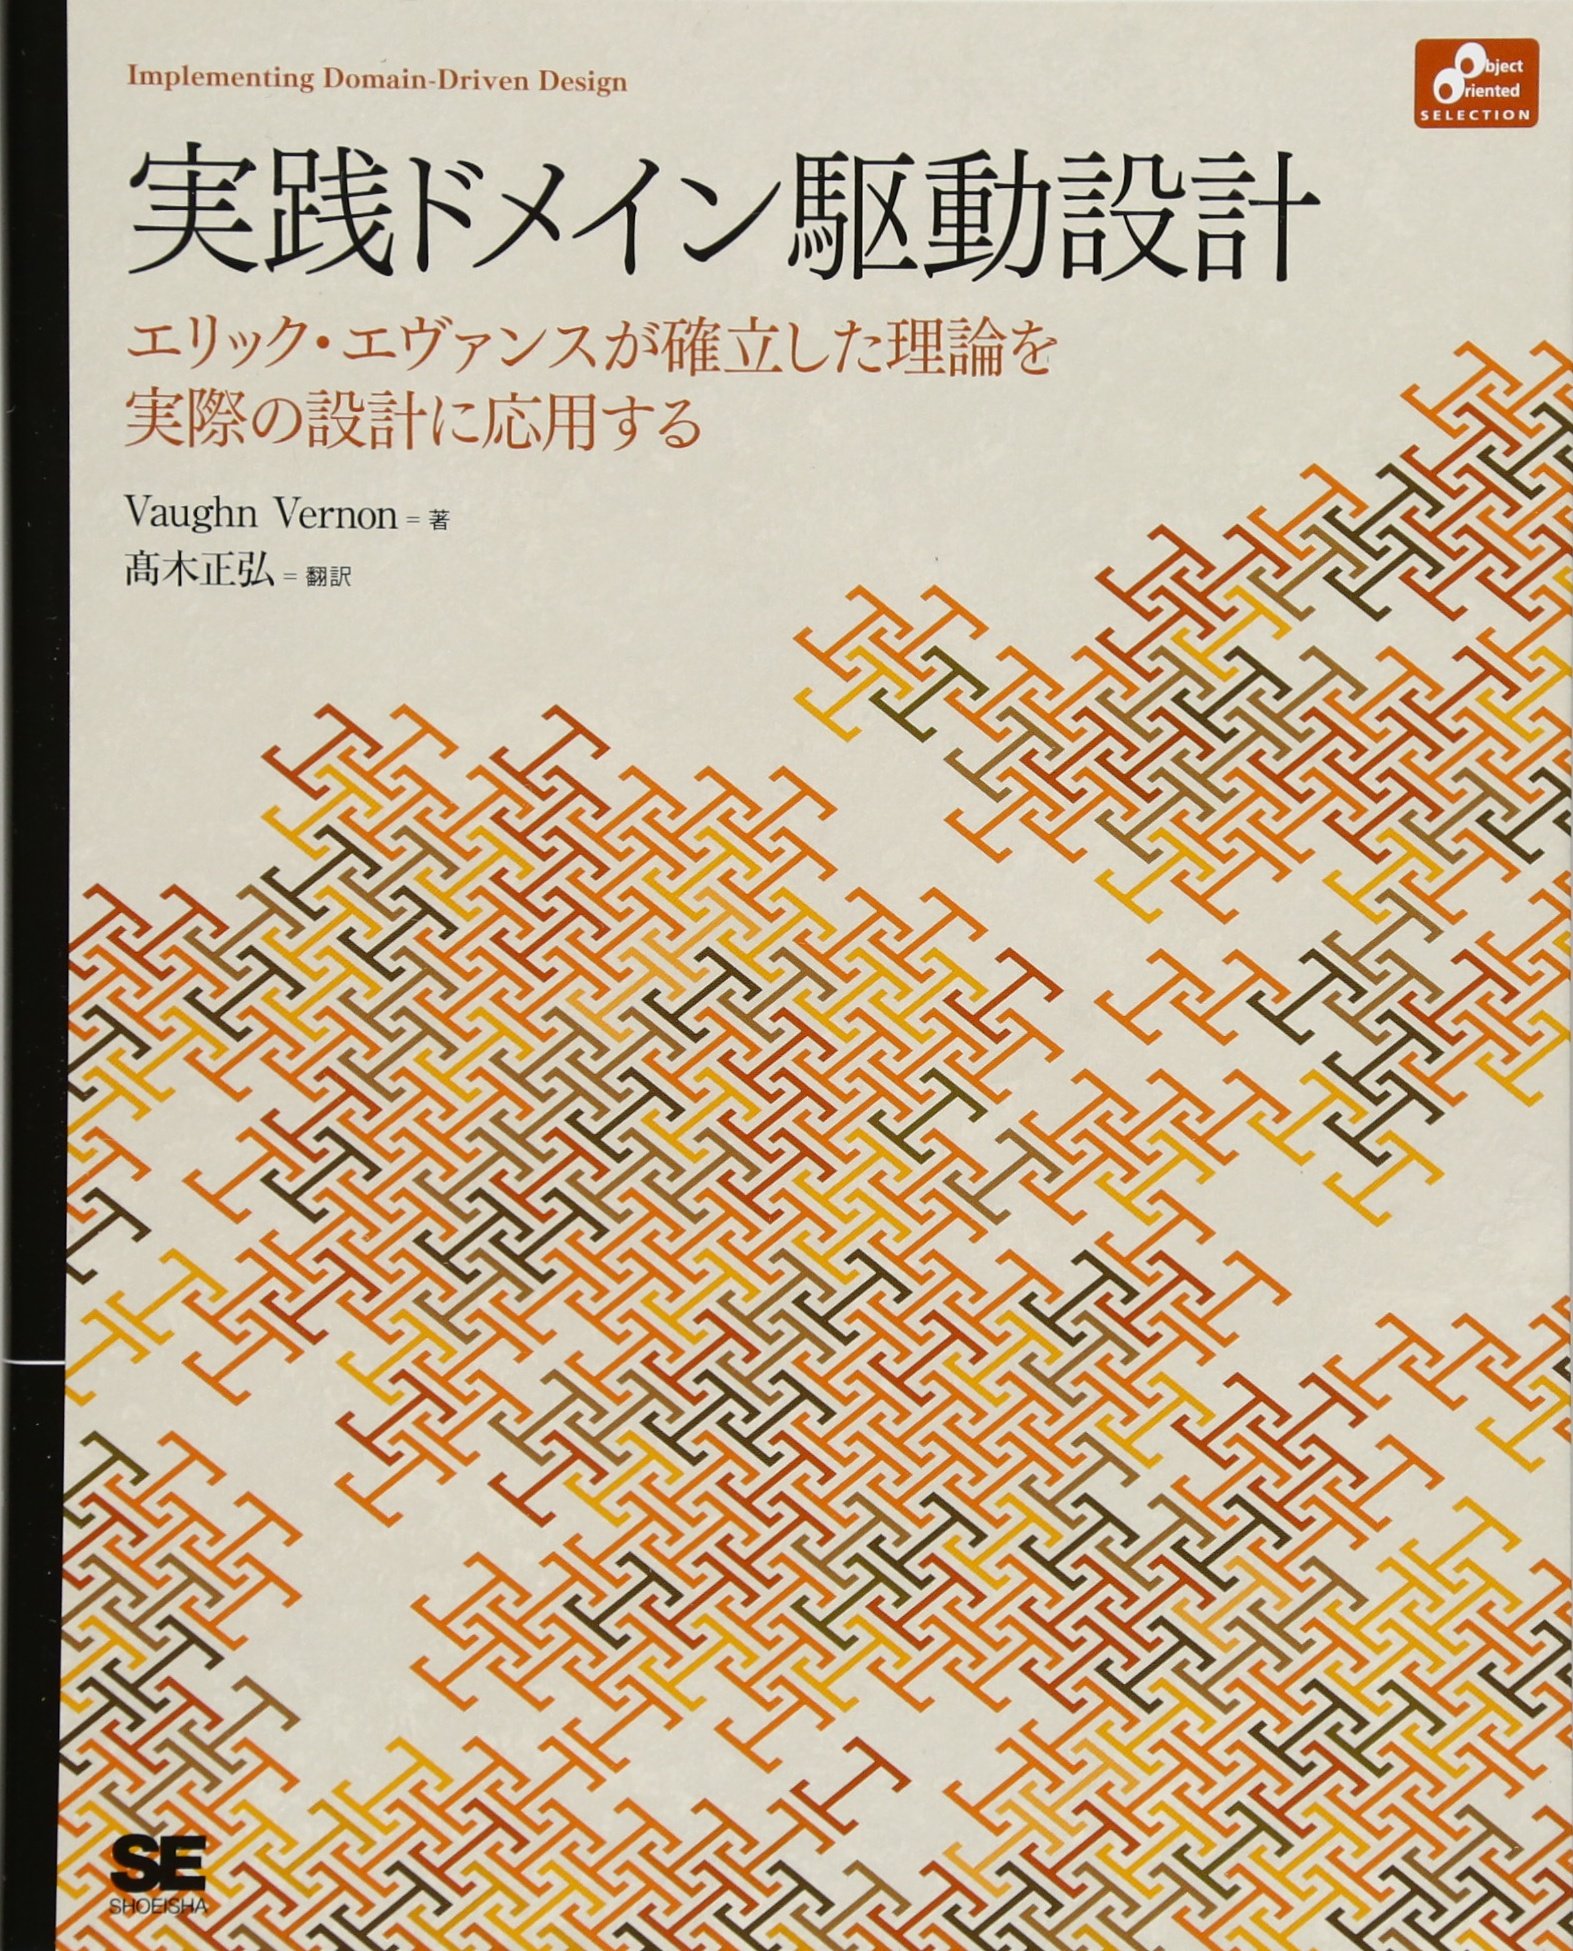 Implementing Domain-Driven Design
Object
Oriented
SELECTION
実践ドメイン駆動設計
エリック・エヴァンスが確立した理論を
実際の設計に応用する
Vaughn Vernon = 著
髙木正弘 = 翻訳
SE
SHOEISHA